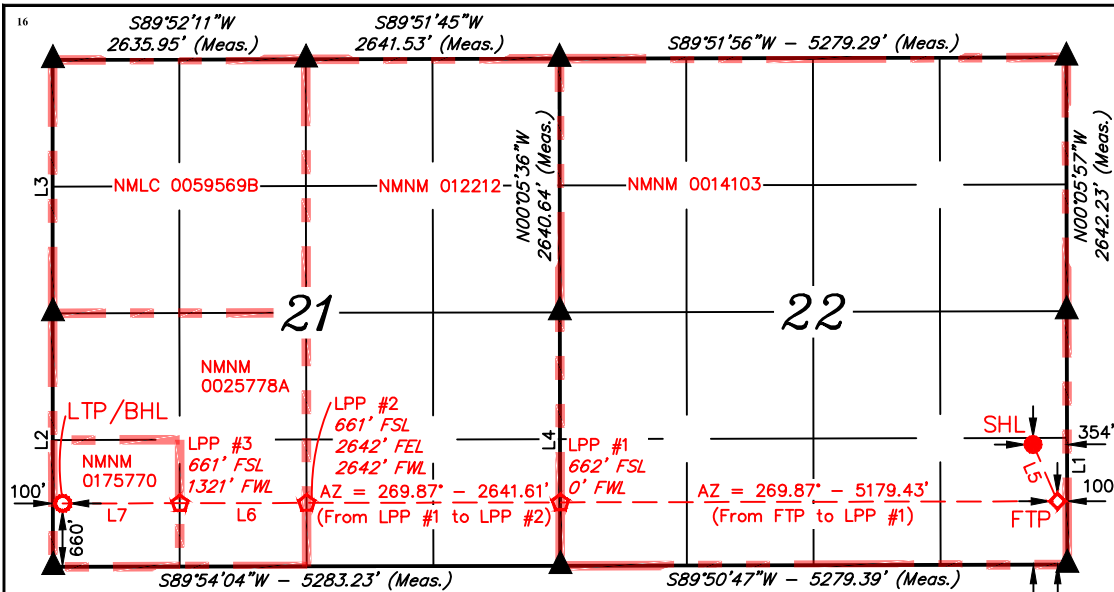 16
S89°52'11"W
2635.95' (Meas.)
S89°51'45"W
2641.53' (Meas.)
S89°51'56"W – 5279.29' (Meas.)
L3
NMLC 0059569B
NMNM 012212
N00°05'36"W
2640.64' (Meas.)
NMNM 0014103
N00°05'57"W
2642.23' (Meas.)
21
22
NMNM
0025778A
LTP/BHL
LPP #2
661' FSL
2642' FEL
2642' FWL
L2
LPP #3
661' FSL
1321' FWL
NMNM
0175770
L4
LPP #1
662' FSL
0' FWL
SHL
354'
L1
L5
100'
L7
L6
AZ = 269.87° – 2641.61'
(From LPP #1 to LPP #2)
AZ = 269.87° – 5179.43'
(From FTP to LPP #1)
100'
FTP
660'
S89°54'04"W – 5283.23' (Meas.)
S89°50'47"W – 5279.39' (Meas.)